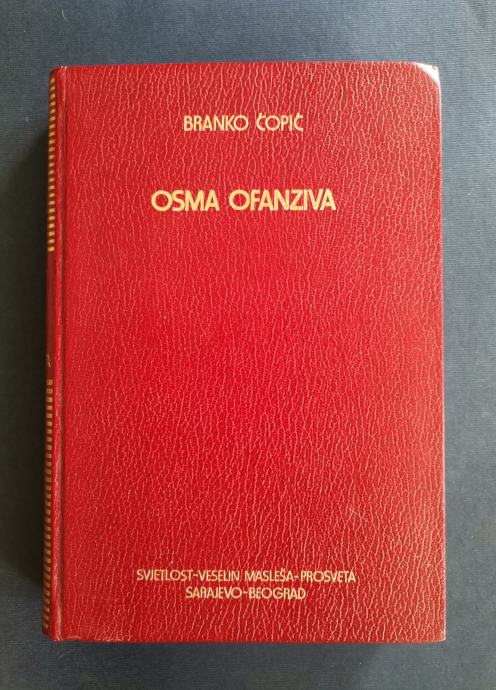 BRANKO ĆOPIĆ
OSMA OFANZIVA
SVJETLOST-VESELIN MASLEŠA-PROSVETA
SARAJEVO-BEOGRAD